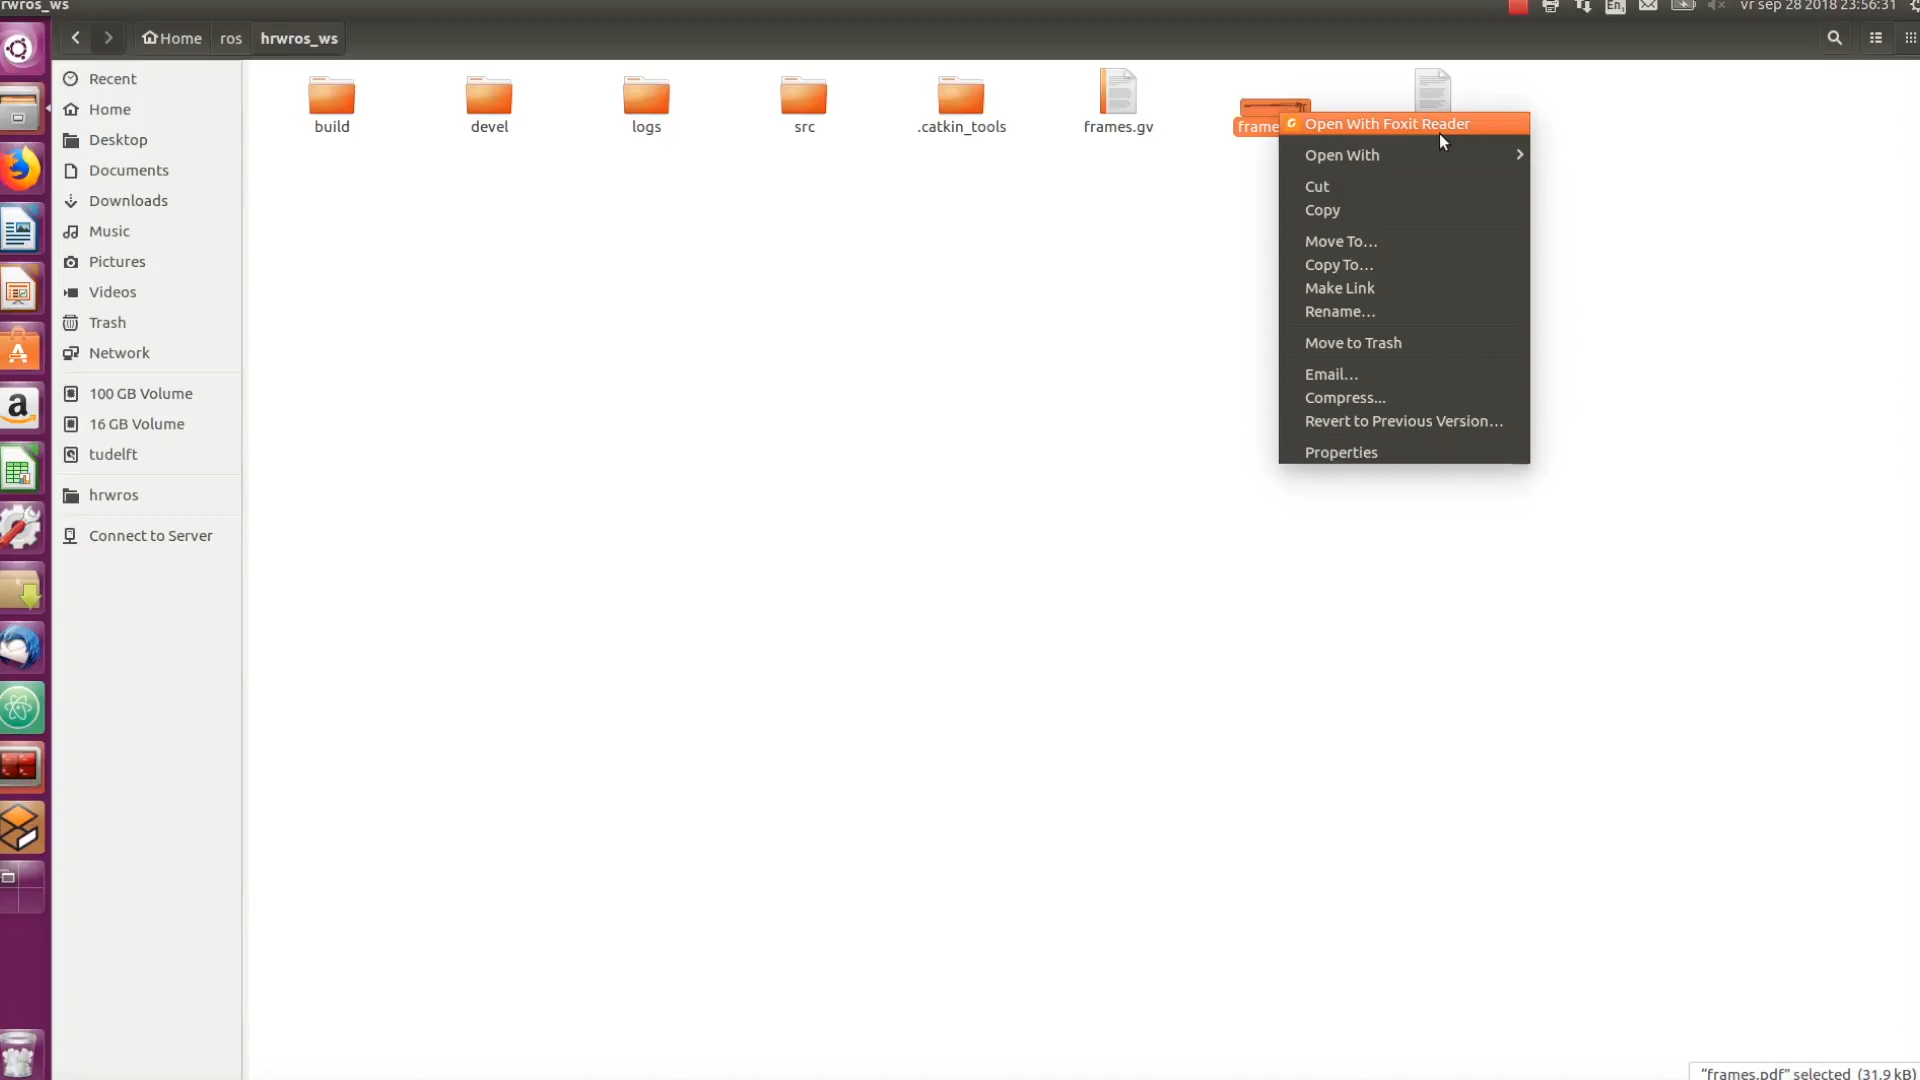 rwros_ws
En1
vr sep 28 2018 23:56:31
Home
ros
hrwros_ws
Recent
Home
Desktop
Documents
Downloads
Music
Pictures
Videos
Trash
Network
100 GB Volume
16 GB Volume
tudelft
hrwros
Connect to Server
build
devel
logs
src
.catkin_tools
frames.gv
frame
Open With Foxit Reader
Open With
Cut
Copy
Move To…
Copy To…
Make Link
Rename…
Move to Trash
Email…
Compress...
Revert to Previous Version…
Properties
"frames.pdf" selected (31,9 kB)